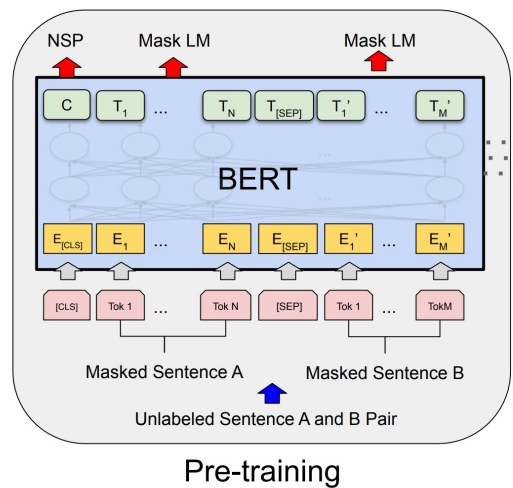 NSP Mask LM Mask LM
C T1 ... TN T[SEP] T1' ... TM'
...
BERT
...
E[CLS] E1 ... EN E[SEP] E1' ... EM'
[CLS] Tok 1 ... Tok N [SEP] Tok 1 ... TokM
Masked Sentence A Masked Sentence B
Unlabeled Sentence A and B Pair
Pre-training